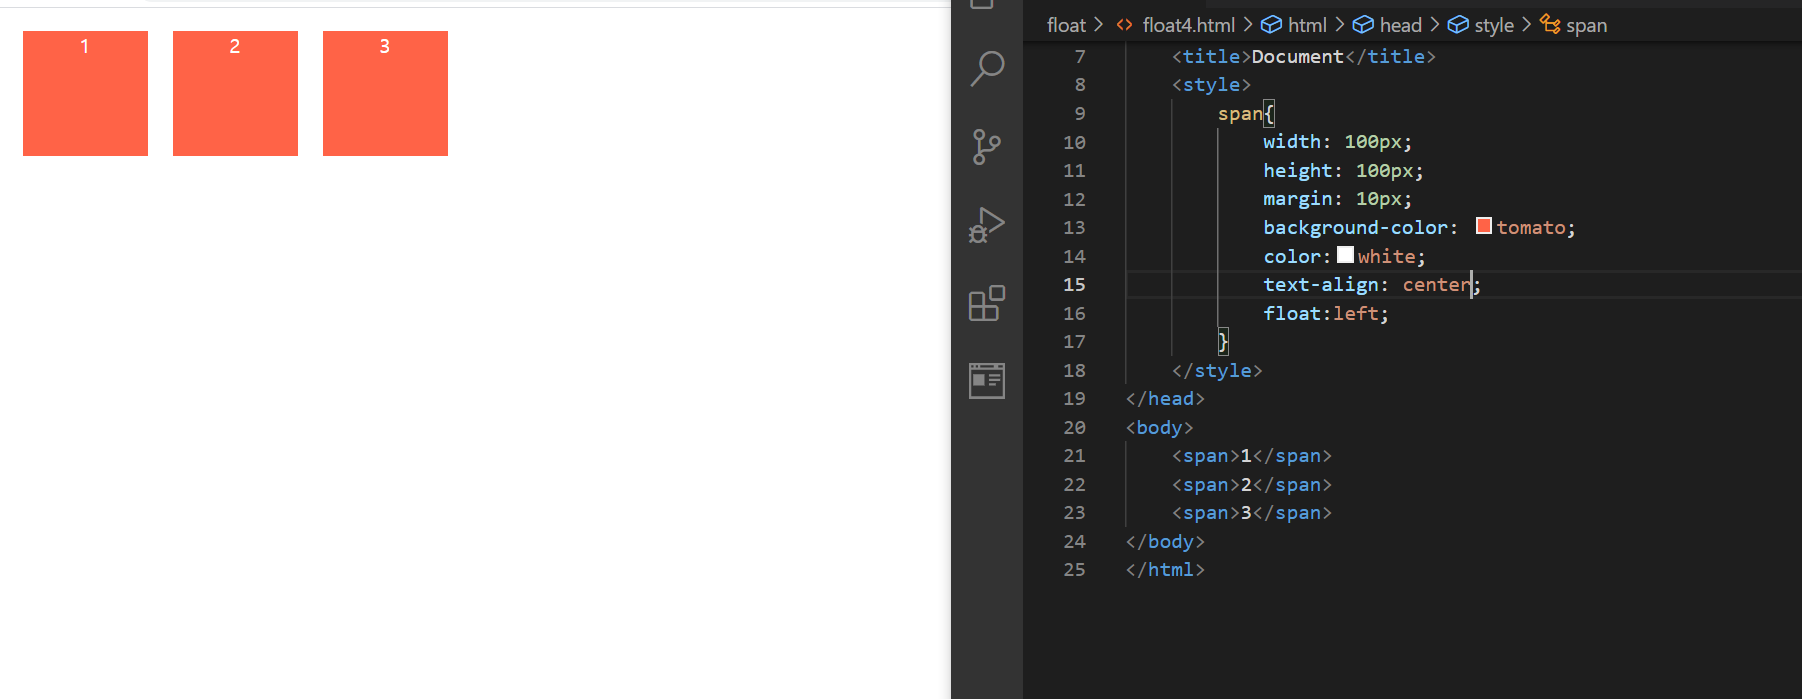 1 2 3
float > <> float4.html > html > head > style > span
7 <title>Document</title>
8 <style>
9 span{
10 width: 100px;
11 height: 100px;
12 margin: 10px;
13 background-color: tomato;
14 color:white;
15 text-align: center;
16 float:left;
17 }
18 </style>
19 </head>
20 <body>
21 <span>1</span>
22 <span>2</span>
23 <span>3</span>
24 </body>
25 </html>